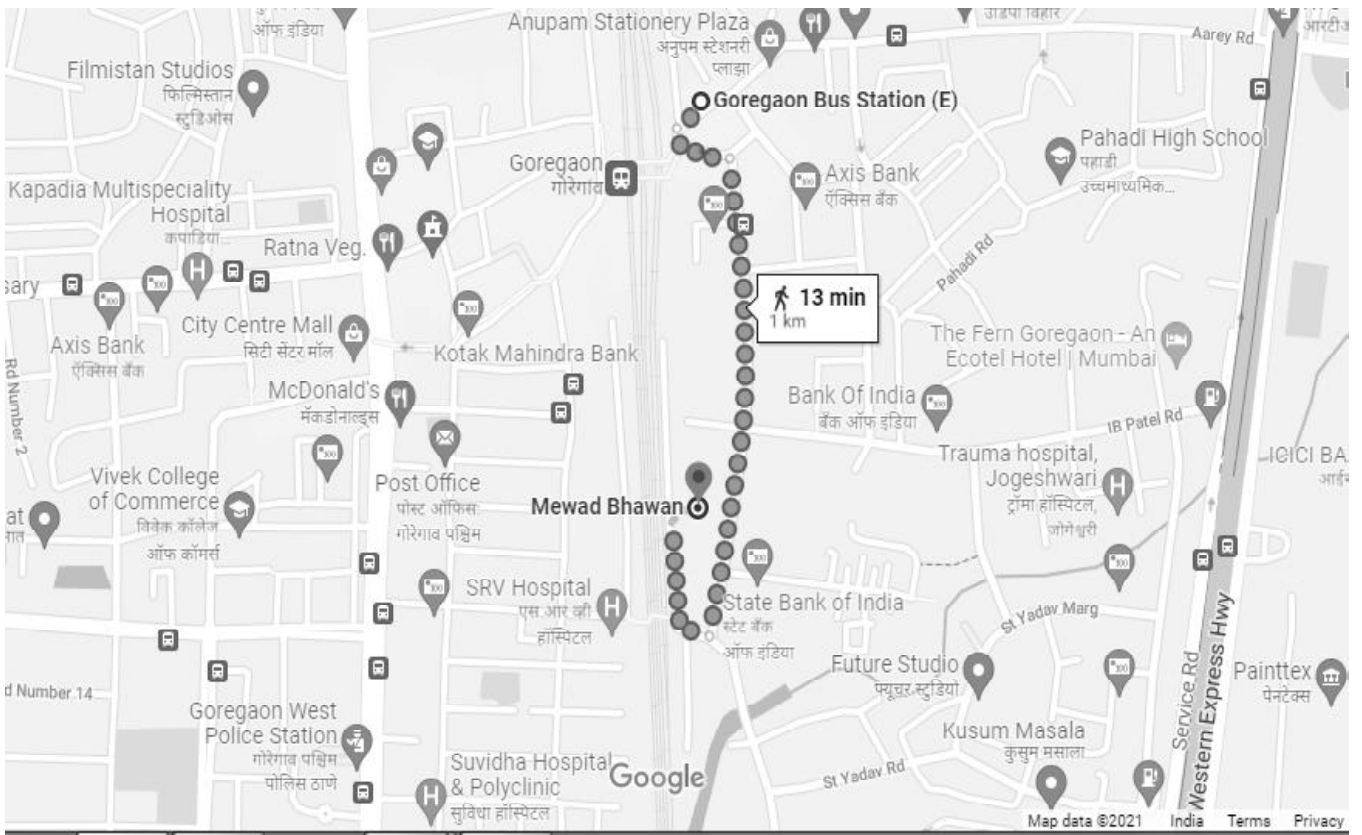 ऑफ इंडिया
Anupam Stationery Plaza
अनुपम स्टेशनरी
प्लाझा
उडिपी विहार
Aarey Rd
Filmistan Studios
फिल्मिस्तान
स्टुडिओस
Goregaon Bus Station (E)
Goregaon
गोरेगांव
Pahadi High School
पहाडी
उच्चमाध्यमिक...
Axis Bank
ऍक्सिस बँक
Kapadia Multispeciality
Hospital
कपाडिया...
Ratna Veg.
Pahadi Rd
13 min
1 km
Axis Bank
ऍक्सिस बँक
City Centre Mall
सिटी सेंटर मॉल
Kotak Mahindra Bank
The Fern Goregaon - An
Ecotel Hotel | Mumbai
Rd Number 2
McDonald's
मॅकडोनाल्ड्स
Bank Of India
बँक ऑफ इंडिया
IB Patel Rd
Vivek College
of Commerce
विवेक कॉलेज
ऑफ कॉमर्स
Post Office
पोस्ट ऑफिस
गोरेगाव पश्चिम
Mewad Bhawan
Trauma hospital,
Jogeshwari
ट्रॉमा हॉस्पिटल,
जोगेश्वरी
ICICI BA
SRV Hospital
एस आर व्ही
हॉस्पिटल
State Bank of India
स्टेट बँक
ऑफ इंडिया
St Yadav Marg
Future Studio
फ्यूचर स्टुडियो
Service Rd
Western Express Hwy
Painttex
पेनटेक्स
d Number 14
Goregaon West
Police Station
गोरेगाव पश्चिम
पोलिस ठाणे
Kusum Masala
कुसुम मसाला
St Yadav Rd
Suvidha Hospital
& Polyclinic
सुविधा हॉस्पिटल
Google
Map data ©2021 India Terms Privacy